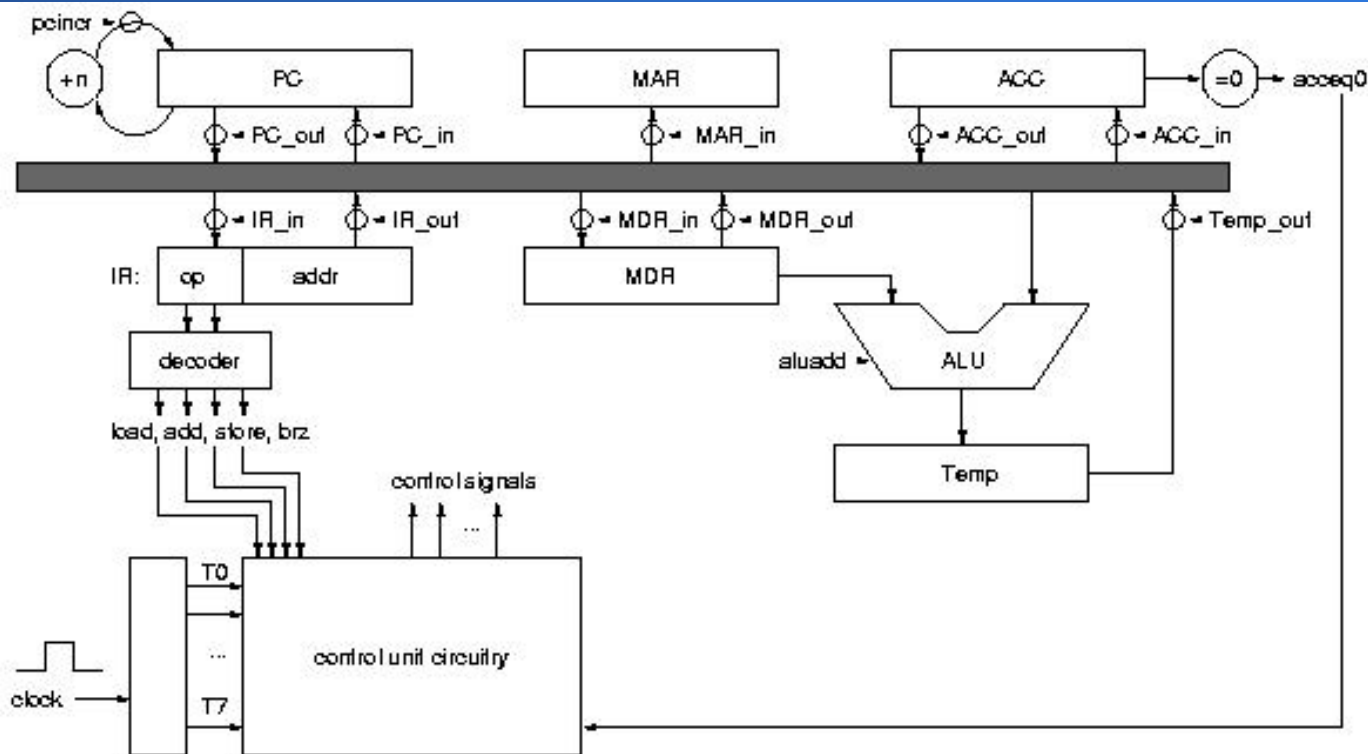 pcincr
+n
PC
MAR
ACC
=0
acceq0
PC_out
PC_in
MAR_in
ACC_out
ACC_in
IR_in
IR_out
MDR_in
MDR_out
Temp_out
IR:
op
addr
MDR
decoder
aluadd
ALU
load, add, store, brz
Temp
control signals
...
T0
...
control unit circuitry
clock
T7